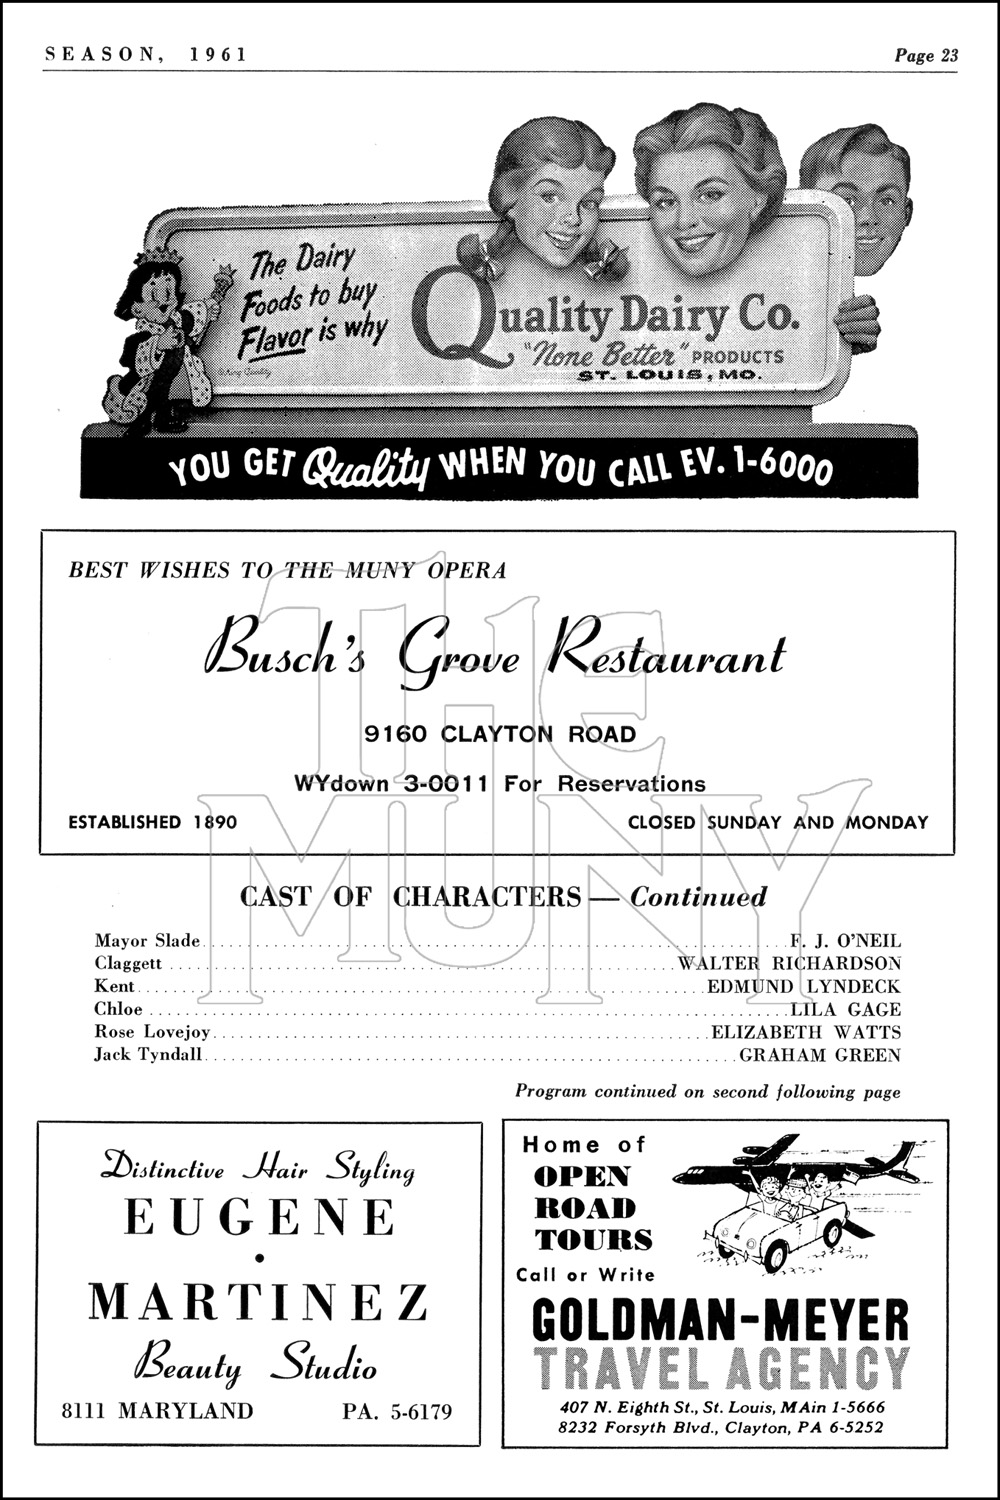 SEASON, 1961
Page 23
The Dairy
Foods to buy
Flavor is why
Quality Dairy Co.
"None Better" PRODUCTS
ST. LOUIS, MO.
YOU GET Quality WHEN YOU CALL EV. 1-6000
BEST WISHES TO THE MUNY OPERA
Busch's Grove Restaurant
9160 CLAYTON ROAD
WYdown 3-0011 For Reservations
ESTABLISHED 1890
CLOSED SUNDAY AND MONDAY
THE
MUNY
CAST OF CHARACTERS — Continued
Mayor Slade ... F. J. O'NEIL
Claggett ... WALTER RICHARDSON
Kent ... EDMUND LYNDECK
Chloe ... LILA GAGE
Rose Lovejoy ... ELIZABETH WATTS
Jack Tyndall ... GRAHAM GREEN
Program continued on second following page
Distinctive Hair Styling
EUGENE
•
MARTINEZ
Beauty Studio
8111 MARYLAND PA. 5-6179
Home of
OPEN
ROAD
TOURS
Call or Write
GOLDMAN-MEYER
TRAVEL AGENCY
407 N. Eighth St., St. Louis, MAin 1-5666
8232 Forsyth Blvd., Clayton, PA 6-5252